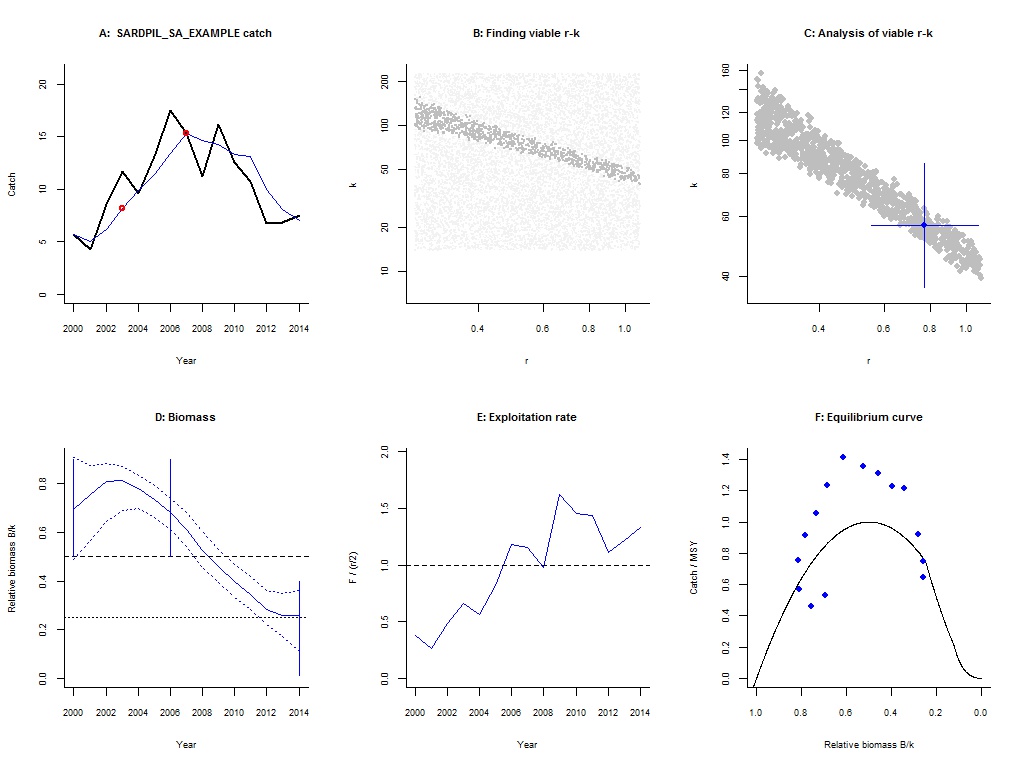 A:  SARDPIL_SA_EXAMPLE catch
Catch
20
15
10
5
0
2000 2002 2004 2006 2008 2010 2012 2014
Year
B: Finding viable r-k
k
200
100
50
20
10
0.4 0.6 0.8 1.0
r
C: Analysis of viable r-k
k
160
120
100
80
60
40
0.4 0.6 0.8 1.0
r
D: Biomass
Relative biomass B/k
0.8
0.6
0.4
0.2
0.0
2000 2002 2004 2006 2008 2010 2012 2014
Year
E: Exploitation rate
F / (r/2)
2.0
1.5
1.0
0.5
0.0
2000 2002 2004 2006 2008 2010 2012 2014
Year
F: Equilibrium curve
Catch / MSY
1.4
1.2
1.0
0.8
0.6
0.4
0.2
0.0
1.0 0.8 0.6 0.4 0.2 0.0
Relative biomass B/k